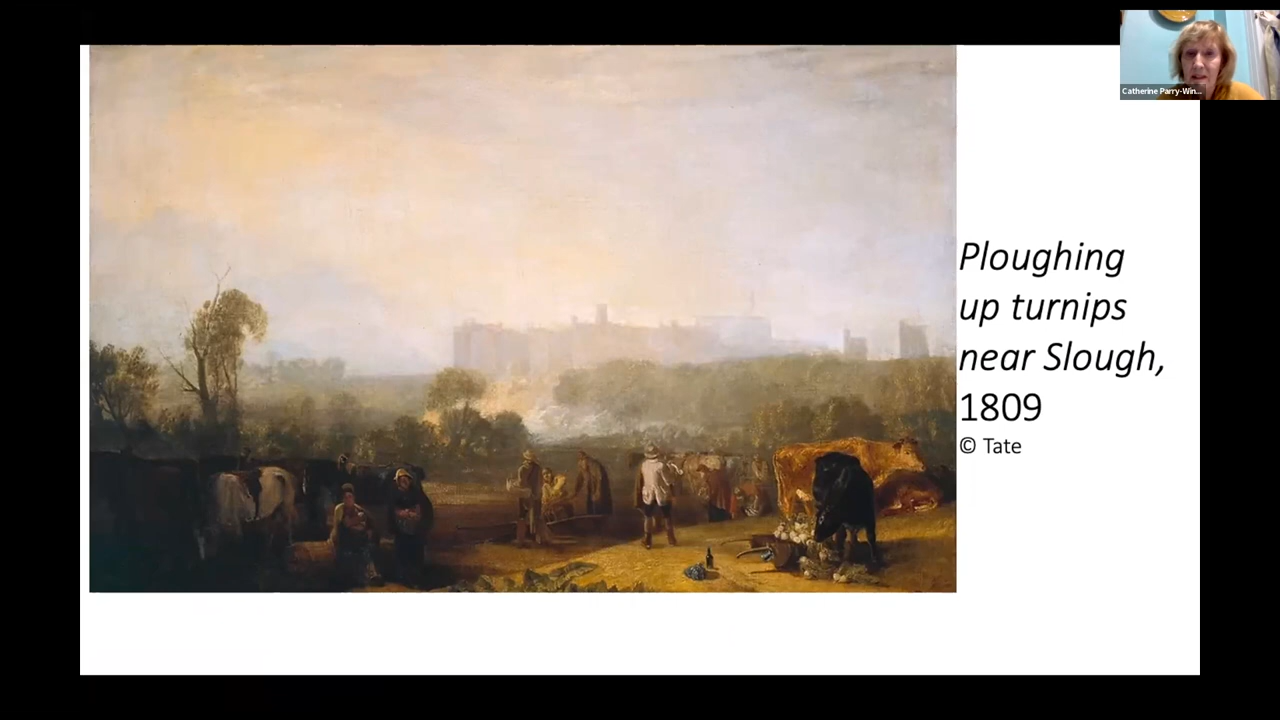 Catherine Parry-Win...
Ploughing
up turnips
near Slough,
1809
© Tate